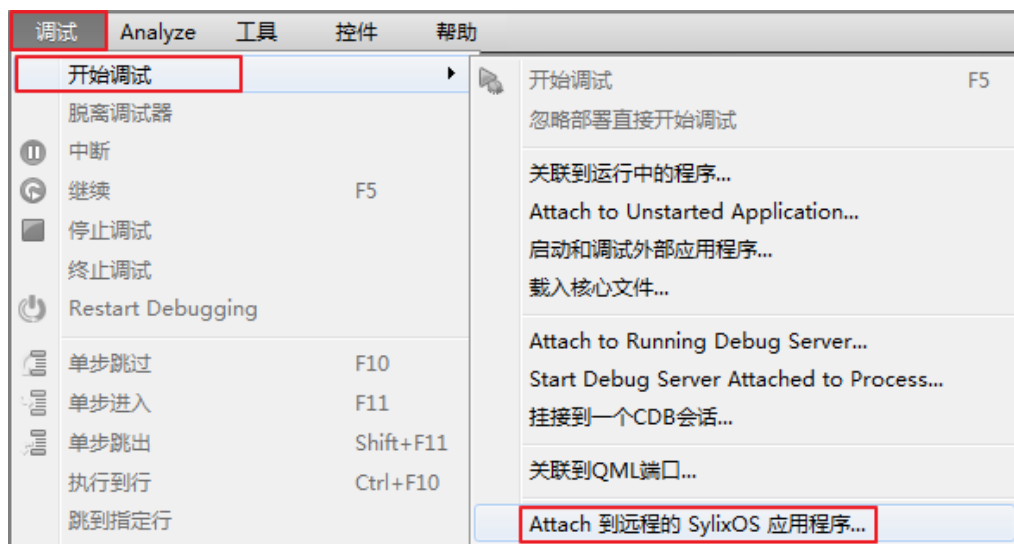 调试 Analyze 工具 控件 帮助
开始调试
脱离调试器
中断
继续 F5
停止调试
终止调试
Restart Debugging
单步跳过 F10
单步进入 F11
单步跳出 Shift+F11
执行到行 Ctrl+F10
跳到指定行
开始调试 F5
忽略部署直接开始调试
关联到运行中的程序...
Attach to Unstarted Application...
启动和调试外部应用程序...
载入核心文件...
Attach to Running Debug Server...
Start Debug Server Attached to Process...
挂接到一个CDB会话...
关联到QML端口...
Attach 到远程的 SylixOS 应用程序...